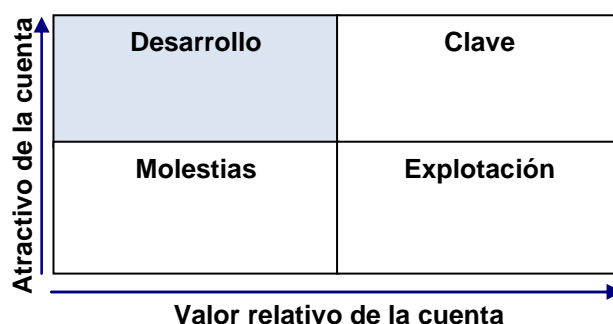 Atractivo de la cuenta
Desarrollo
Clave
Molestias
Explotación
Valor relativo de la cuenta